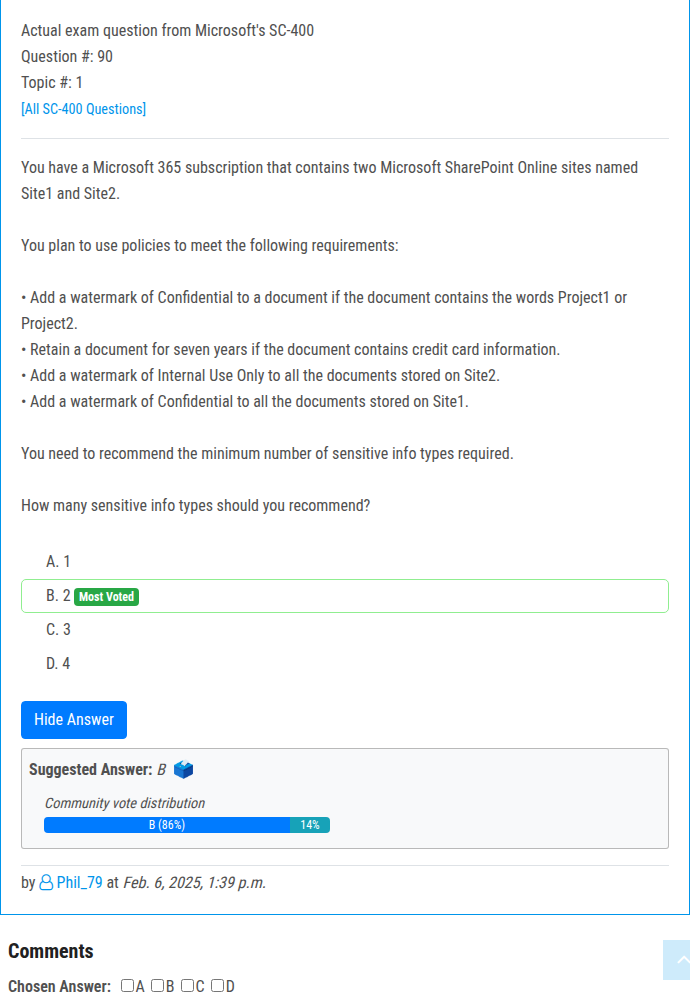 Actual exam question from Microsoft's SC-400
Question #: 90
Topic #: 1
[All SC-400 Questions]
You have a Microsoft 365 subscription that contains two Microsoft SharePoint Online sites named
Site1 and Site2.
You plan to use policies to meet the following requirements:
• Add a watermark of Confidential to a document if the document contains the words Project1 or
Project2.
• Retain a document for seven years if the document contains credit card information.
• Add a watermark of Internal Use Only to all the documents stored on Site2.
• Add a watermark of Confidential to all the documents stored on Site1.
You need to recommend the minimum number of sensitive info types required.
How many sensitive info types should you recommend?
A. 1
B. 2 Most Voted
C. 3
D. 4
Hide Answer
Suggested Answer: B
Community vote distribution
B (86%) 14%
by Phil_79 at Feb. 6, 2025, 1:39 p.m.
Comments
Chosen Answer: A B C D